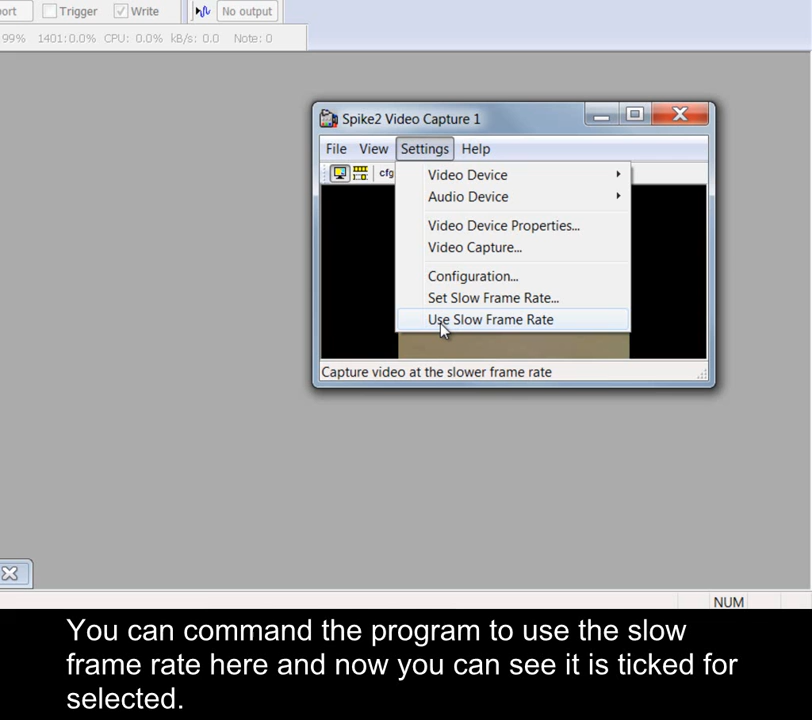 ort Trigger Write No output
99% 1401:0.0% CPU: 0.0% kB/s: 0.0 Note: 0
Spike2 Video Capture 1
File View Settings Help
cfg
Video Device
Audio Device
Video Device Properties...
Video Capture...
Configuration...
Set Slow Frame Rate...
Use Slow Frame Rate
Capture video at the slower frame rate
NUM
You can command the program to use the slow
frame rate here and now you can see it is ticked for
selected.